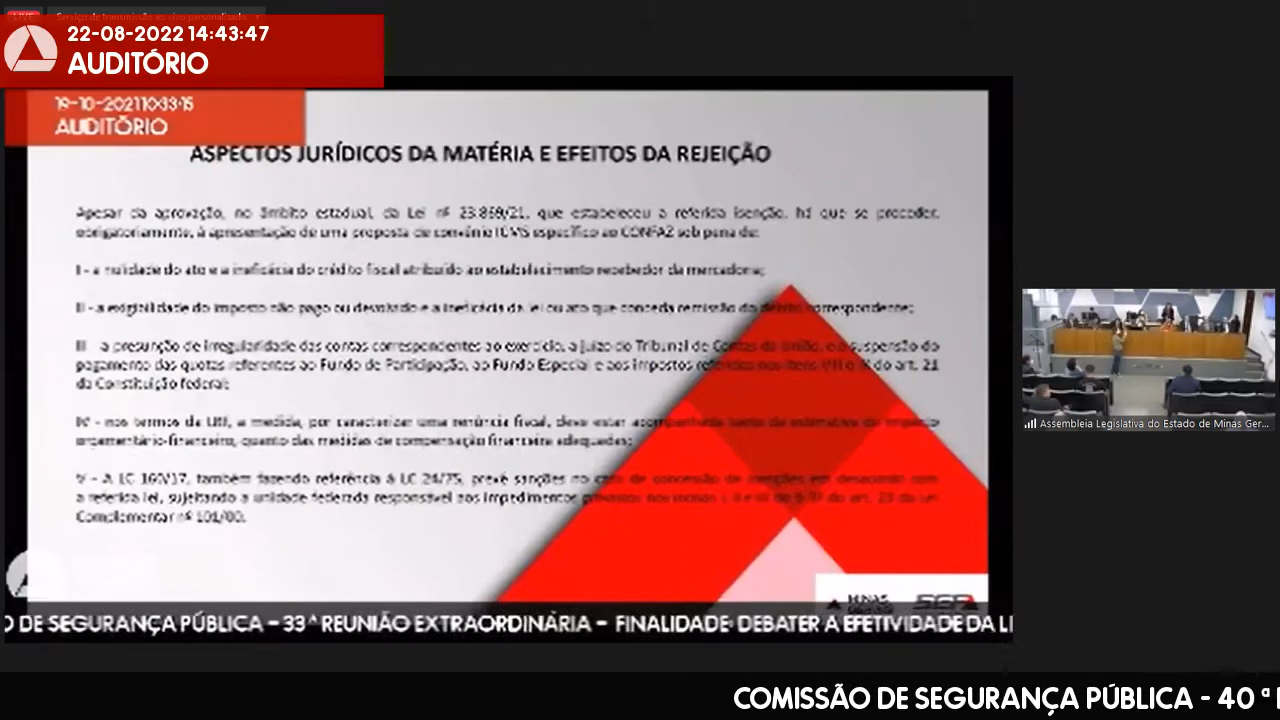 LIVE
Serviço de transmissão ao vivo personalizado
22-08-2022 14:43:47
AUDITÓRIO
19-10-2021 10:33:15
AUDITÓRIO
ASPECTOS JURÍDICOS DA MATÉRIA E EFEITOS DA REJEIÇÃO
Apesar da aprovação, no âmbito estadual, da Lei nº 23.869/21, que estabeleceu a referida isenção, há que se proceder,
obrigatoriamente, à apresentação de uma proposta de convênio ICMS específico ao CONFAZ sob pena de:
I - a nulidade do ato e a ineficácia do crédito fiscal atribuído ao estabelecimento recebedor da mercadoria;
II - a exigibilidade do imposto não pago ou devolvido e a ineficácia da lei ou ato que conceda remissão do débito correspondente;
III - a presunção de irregularidade das contas correspondentes ao exercício, a juízo do Tribunal de Contas da União, e a suspensão do
pagamento das quotas referentes ao Fundo de Participação, ao Fundo Especial e aos impostos referidos nos itens VIII e IX do art. 21
da Constituição federal;
IV - nos termos da LRF, a medida, por caracterizar uma renúncia fiscal, deve estar acompanhada tanto da estimativa do impacto
orçamentário-financeiro, quanto das medidas de compensação financeira adequadas;
V - A LC 160/17, também fazendo referência à LC 24/75, prevê sanções no caso de concessão de isenções em desacordo com
a referida lei, sujeitando a unidade federada responsável aos impedimentos previstos nos incisos I, II e III do § 3º do art. 23 da Lei
Complementar nº 101/00.
MINAS
O DE SEGURANÇA PÚBLICA - 33ª REUNIÃO EXTRAORDINÁRIA - FINALIDADE: DEBATER A EFETIVIDADE DA LI
Assembleia Legislativa do Estado de Minas Ger...
COMISSÃO DE SEGURANÇA PÚBLICA - 40 ª